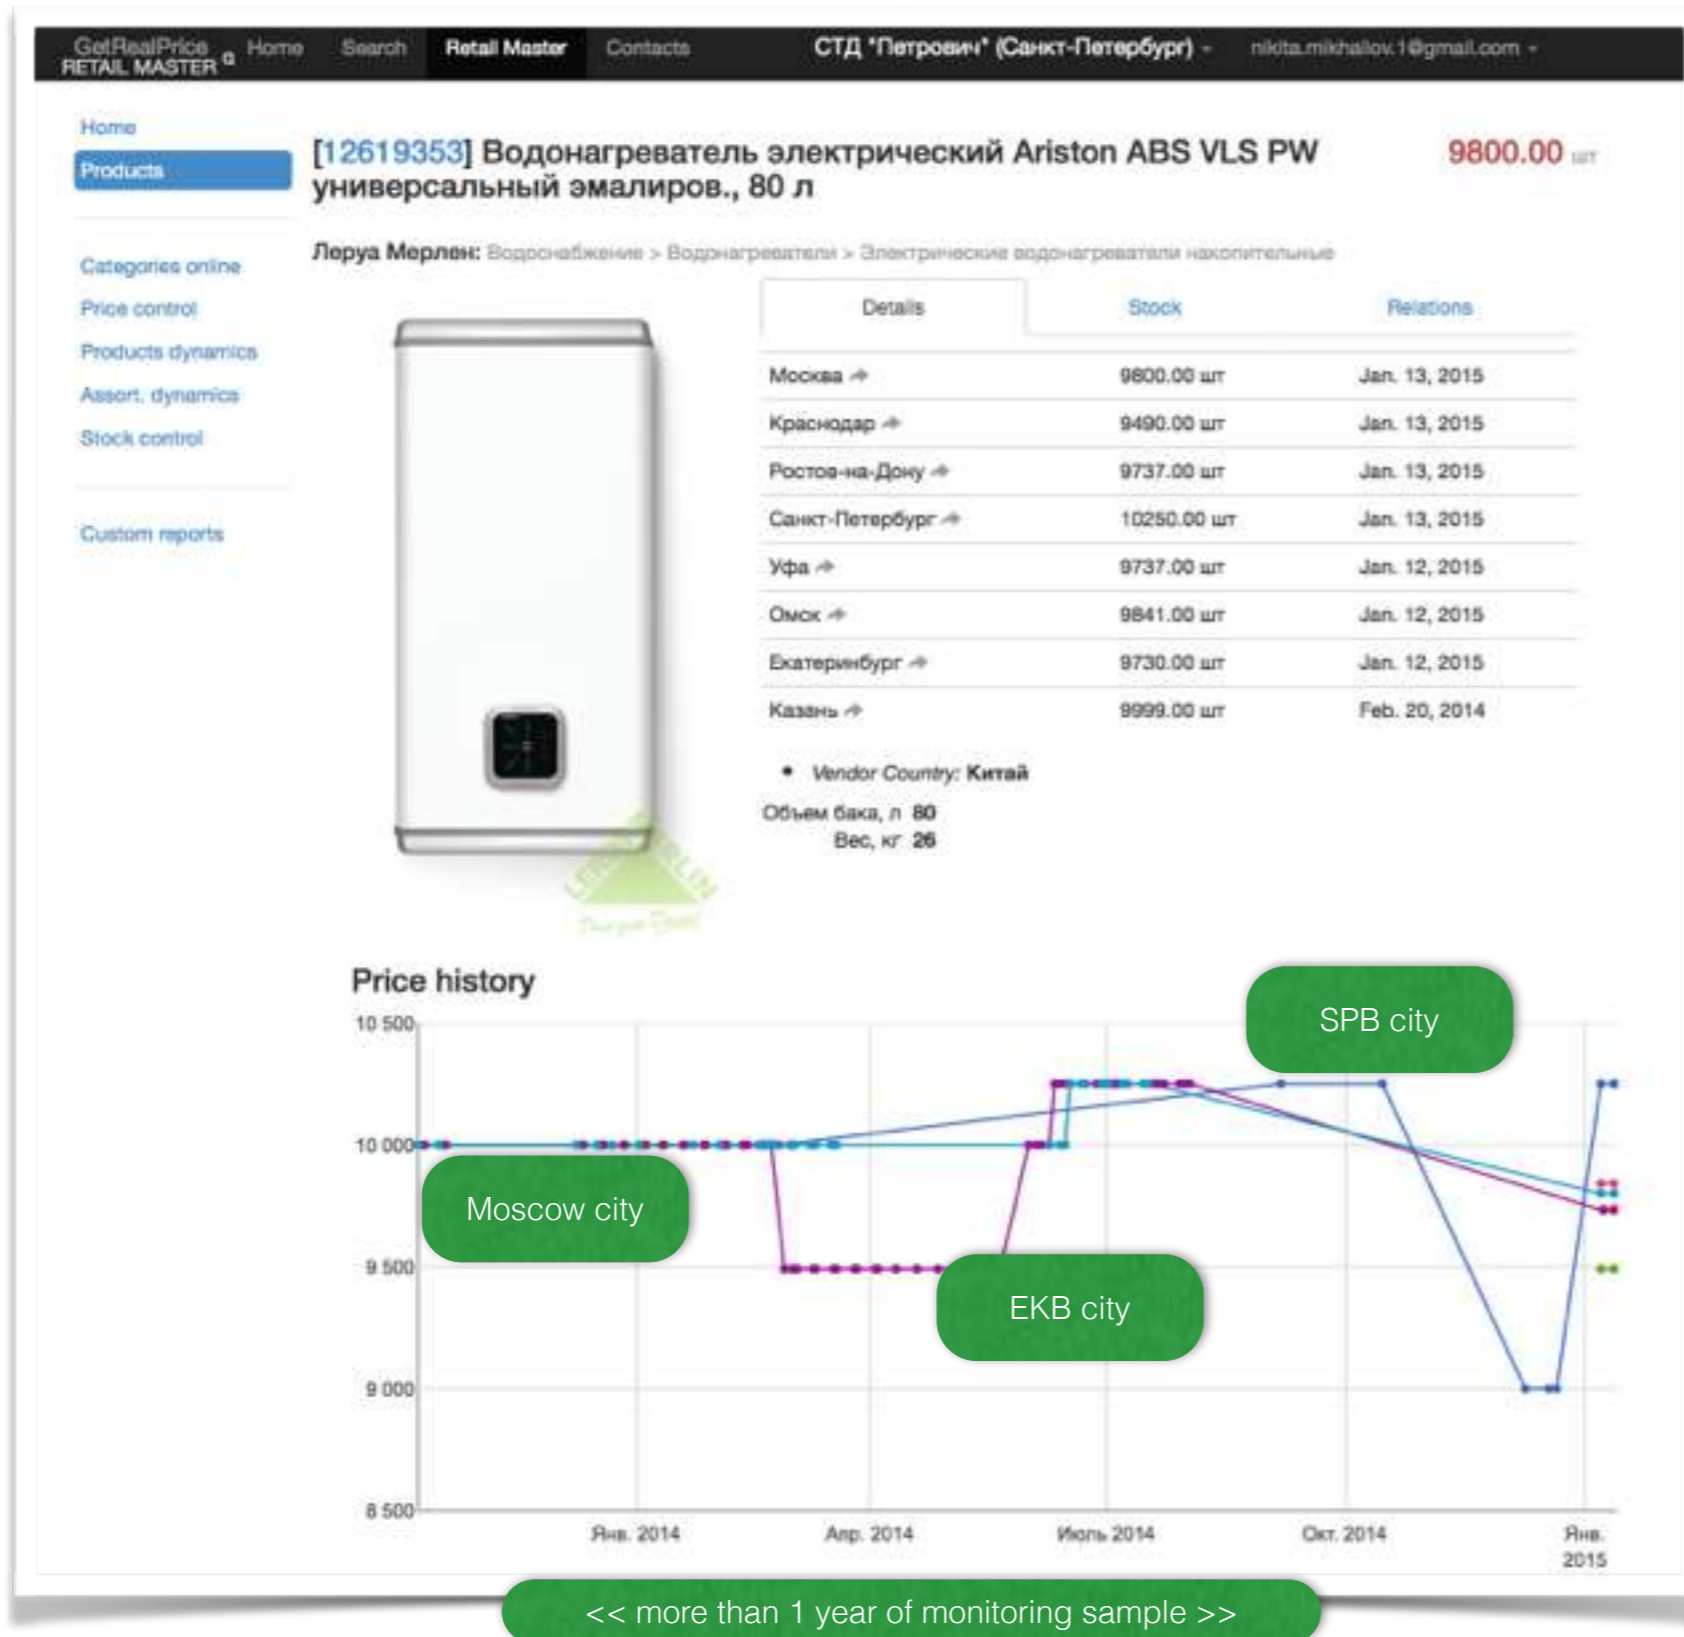 GetRealPrice Home Search Retail Master Contacts СТД "Петрович" (Санкт-Петербург) nikita.mikhailov.1@gmail.com
RETAIL MASTER
Home
Products
Categories online
Price control
Products dynamics
Assort. dynamics
Stock control
Custom reports
[12619353] Водонагреватель электрический Ariston ABS VLS PW
универсальный эмалиров., 80 л
9800.00 шт
Леруа Мерлен: Водоснабжение > Водонагреватели > Электрические водонагреватели накопительные
Details Stock Relations
Москва 9800.00 шт Jan. 13, 2015
Краснодар 9490.00 шт Jan. 13, 2015
Ростов-на-Дону 9737.00 шт Jan. 13, 2015
Санкт-Петербург 10250.00 шт Jan. 13, 2015
Уфа 9737.00 шт Jan. 12, 2015
Омск 9841.00 шт Jan. 12, 2015
Екатеринбург 9730.00 шт Jan. 12, 2015
Казань 9999.00 шт Feb. 20, 2014
• Vendor Country: Китай
Объем бака, л 80
Вес, кг 26
LEROY MERLIN
Price history
SPB city
Moscow city
EKB city
10 500
10 000
9 500
9 000
8 500
Янв. 2014 Апр. 2014 Июль 2014 Окт. 2014 Янв.
2015
<< more than 1 year of monitoring sample >>